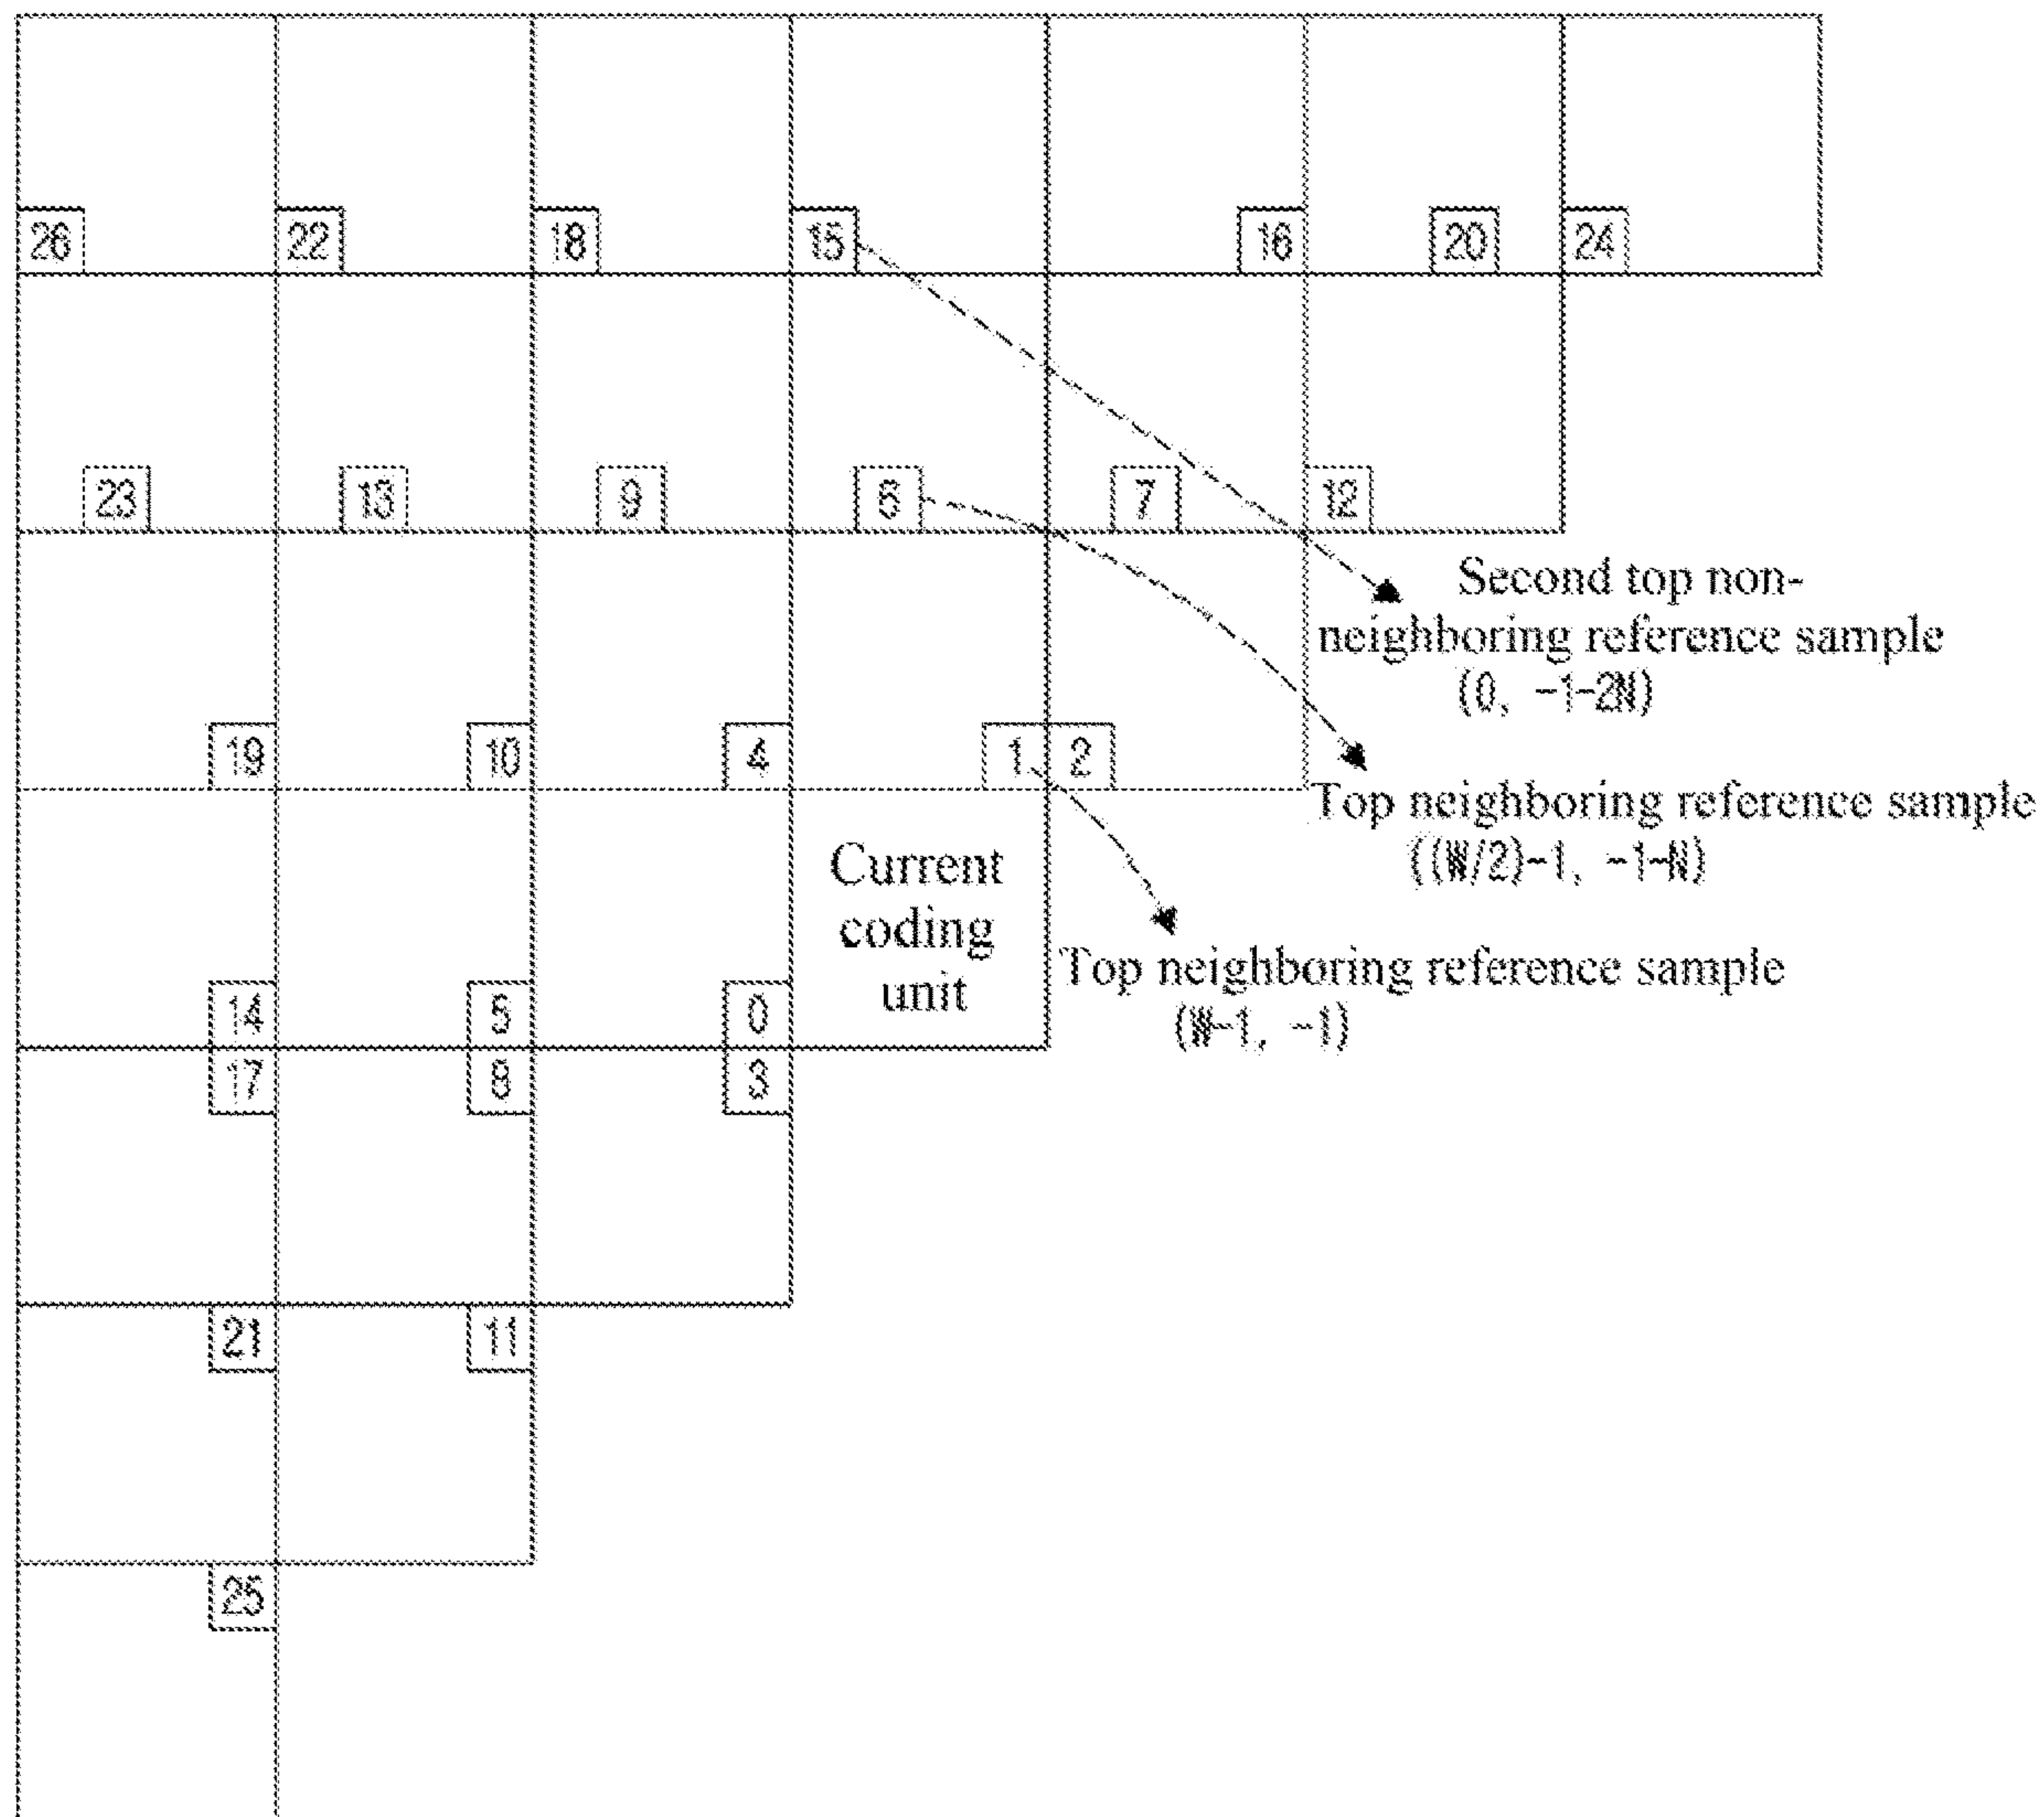 26 22 18 15 16 20 24
23 13 9 6 7 12
Second top non-
neighboring reference sample
(0, -1-2N)
19 10 4 1 2
Top neighboring reference sample
((W/2)-1, -1-N)
Current
coding
unit
Top neighboring reference sample
(W-1, -1)
14 5 0
17 8 3
21 11
25